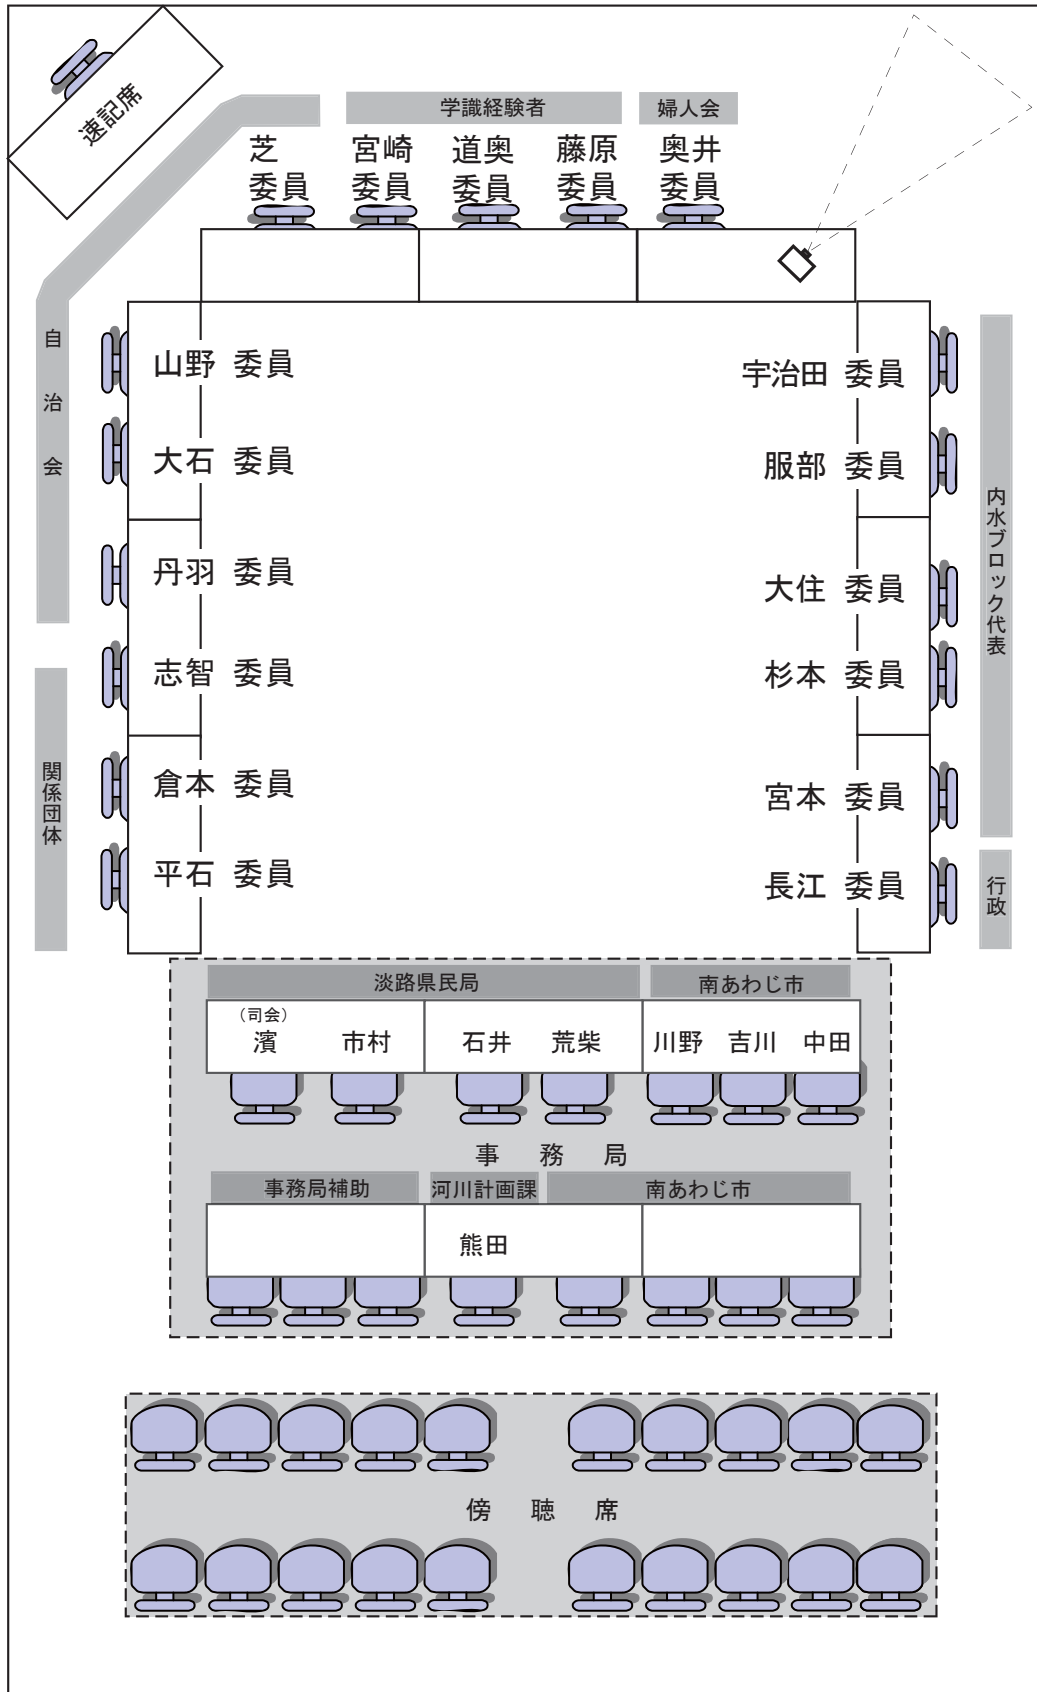 速記席
学識経験者
婦人会
芝
委員
宮崎
委員
道奥
委員
藤原
委員
奥井
委員
自治会
関係団体
山野 委員
大石 委員
丹羽 委員
志智 委員
倉本 委員
平石 委員
宇治田 委員
服部 委員
大住 委員
杉本 委員
宮本 委員
長江 委員
内水ブロック代表
行政
淡路県民局
南あわじ市
(司会)
濱 市村 石井 荒柴 川野 吉川 中田
事務局
事務局補助
河川計画課
南あわじ市
熊田
傍聴席